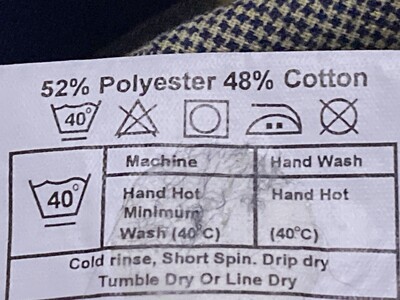 52% Polyester 48% Cotton
40°
Machine Hand Wash
40°
Hand Hot Hand Hot
Minimum
Wash (40°C) (40°C)
Cold rinse, Short Spin. Drip dry
Tumble Dry Or Line Dry